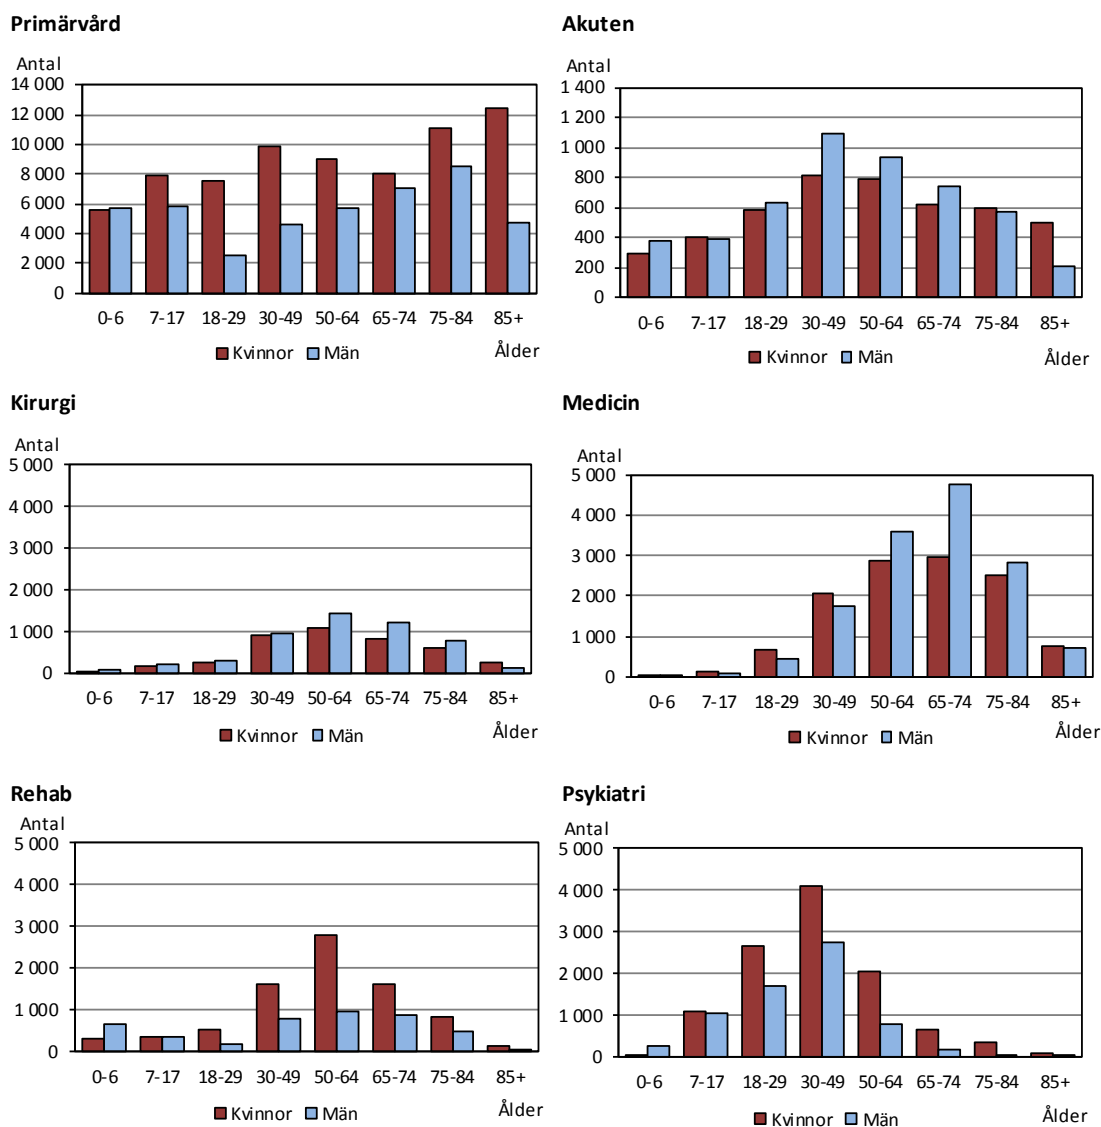 Primärvård
Antal
14 000
12 000
10 000
8 000
6 000
4 000
2 000
0
0-6 7-17 18-29 30-49 50-64 65-74 75-84 85+
Kvinnor Män Ålder
Akuten
Antal
1 400
1 200
1 000
800
600
400
200
0
0-6 7-17 18-29 30-49 50-64 65-74 75-84 85+
Kvinnor Män Ålder
Kirurgi
Antal
5 000
4 000
3 000
2 000
1 000
0
0-6 7-17 18-29 30-49 50-64 65-74 75-84 85+
Kvinnor Män Ålder
Medicin
Antal
5 000
4 000
3 000
2 000
1 000
0
0-6 7-17 18-29 30-49 50-64 65-74 75-84 85+
Kvinnor Män Ålder
Rehab
Antal
5 000
4 000
3 000
2 000
1 000
0
0-6 7-17 18-29 30-49 50-64 65-74 75-84 85+
Kvinnor Män Ålder
Psykiatri
Antal
5 000
4 000
3 000
2 000
1 000
0
0-6 7-17 18-29 30-49 50-64 65-74 75-84 85+
Kvinnor Män Ålder